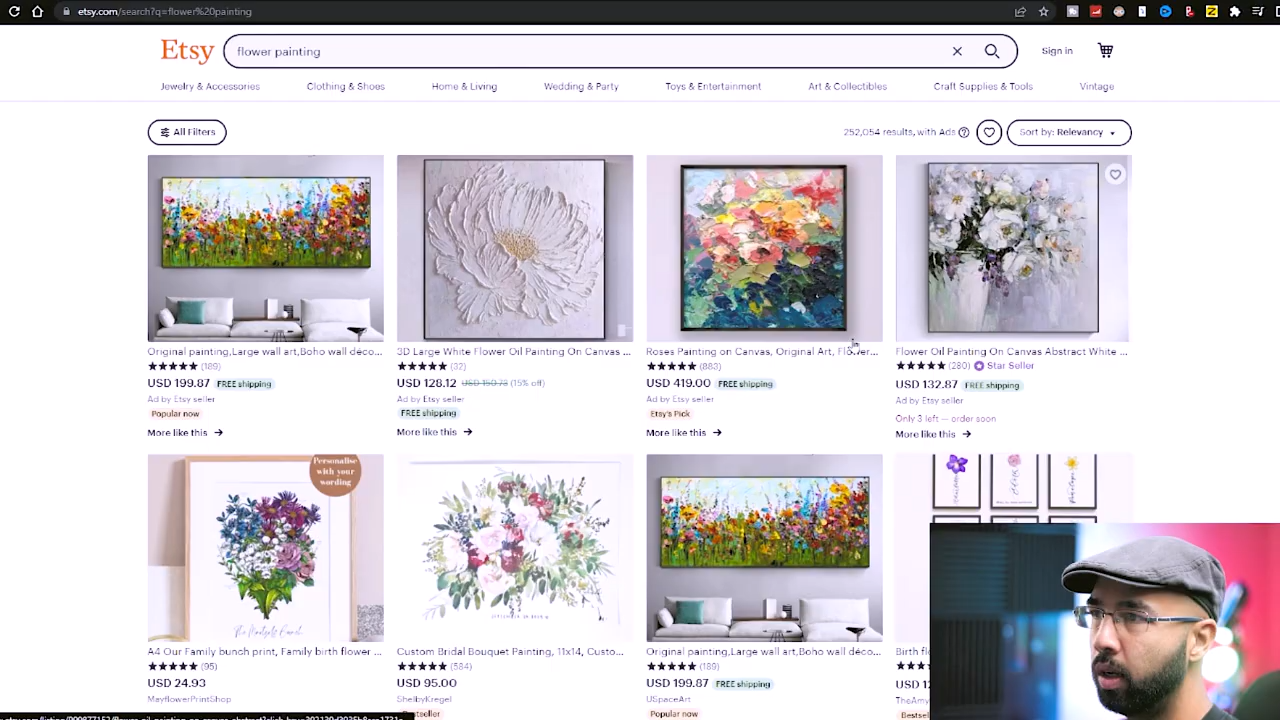 etsy.com/search?q=flower%20painting
Etsy
flower painting
Sign in
Jewelry & Accessories
Clothing & Shoes
Home & Living
Wedding & Party
Toys & Entertainment
Art & Collectibles
Craft Supplies & Tools
Vintage
All Filters
252,054 results, with Ads
Sort by: Relevancy
Original painting,Large wall art,Boho wall déco...
(189)
USD 199.87 FREE shipping
Ad by Etsy seller
Popular now
More like this
3D Large White Flower Oil Painting On Canvas ...
(32)
USD 128.12 USD 150.73 (15% off)
Ad by Etsy seller
FREE shipping
More like this
Roses Painting on Canvas, Original Art, Flower...
(883)
USD 419.00 FREE shipping
Ad by Etsy seller
Etsy's Pick
More like this
Flower Oil Painting On Canvas Abstract White ...
(280) Star Seller
USD 132.87 FREE shipping
Ad by Etsy seller
Only 3 left — order soon
More like this
Personalise
with your
wording
A4 Our Family bunch print, Family birth flower ...
(95)
USD 24.93
MayflowerPrintShop
Custom Bridal Bouquet Painting, 11x14, Custo...
(584)
USD 95.00
ShelbyKregel
Bestseller
Original painting,Large wall art,Boho wall déco...
(189)
USD 199.87 FREE shipping
USpaceArt
Popular now
Birth fl
USD
TheAmy
Bestsel